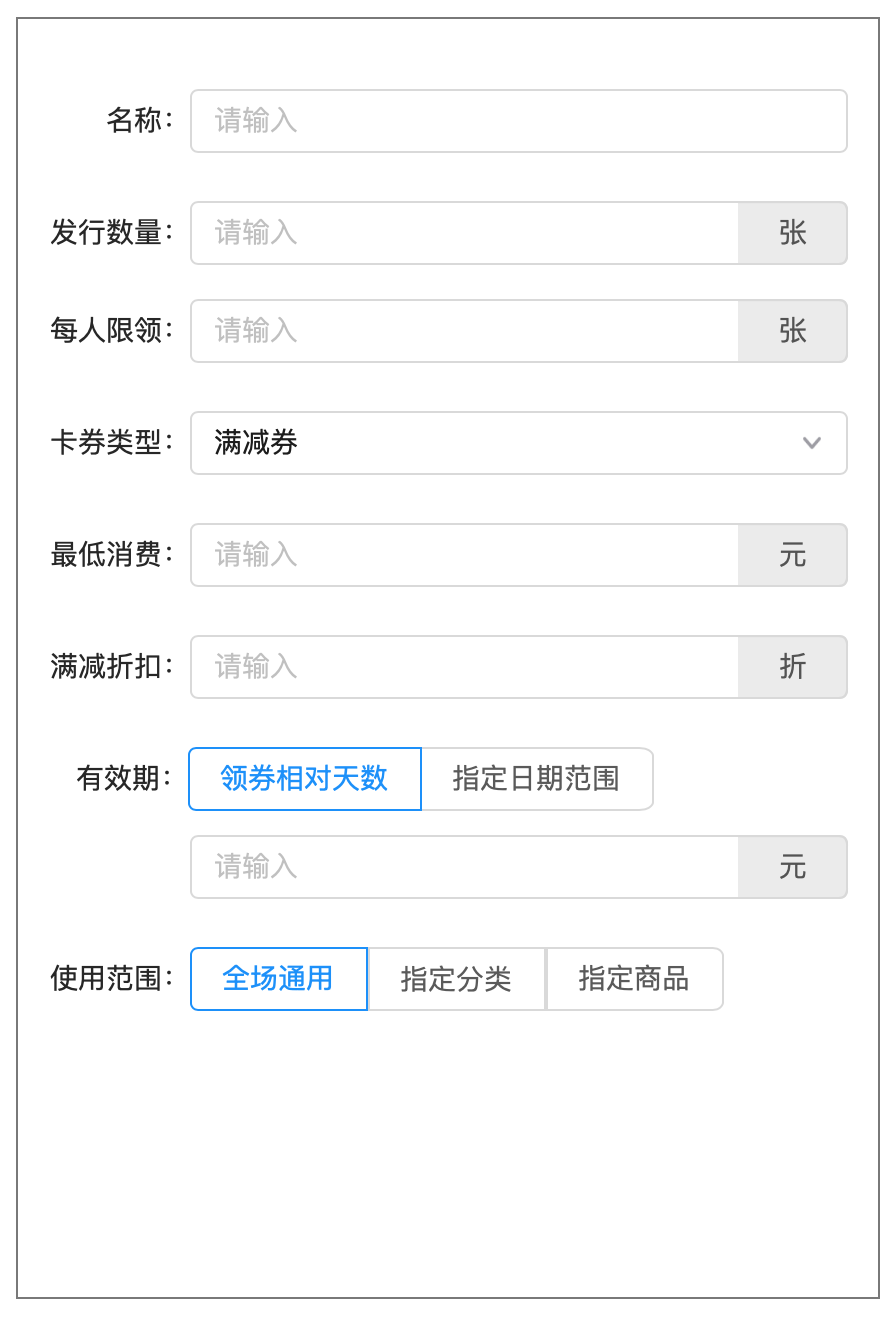 名称： 请输入
发行数量： 请输入 张
每人限领： 请输入 张
卡券类型： 满减券
最低消费： 请输入 元
满减折扣： 请输入 折
有效期： 领券相对天数 指定日期范围
请输入 元
使用范围： 全场通用 指定分类 指定商品